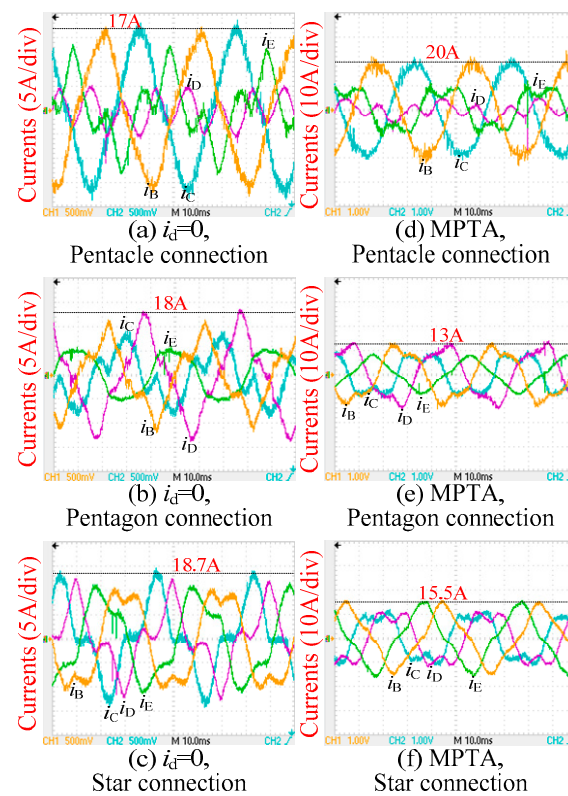 Currents (5A/div)
17A
iE
iD
iB
iC
CH1 500mV CH2 500mV M 10.0ms CH2
(a) id=0,
Pentacle connection
Currents (10A/div)
20A
iE
iD
iB
iC
CH1 1.00V CH2 1.00V M 10.0ms CH2
(d) MPTA,
Pentacle connection
Currents (5A/div)
18A
iC
iE
iB
iD
CH1 500mV CH2 500mV M 10.0ms CH2
(b) id=0,
Pentagon connection
Currents (10A/div)
13A
iB
iC
iD
iE
CH1 1.00V CH2 1.00V M 10.0ms CH2
(e) MPTA,
Pentagon connection
Currents (5A/div)
18.7A
iB
iC
iD
iE
CH1 500mV CH2 500mV M 10.0ms CH2
(c) id=0,
Star connection
Currents (10A/div)
15.5A
iB
iC
iD
iE
CH1 1.00V CH2 1.00V M 10.0ms CH2
(f) MPTA,
Star connection